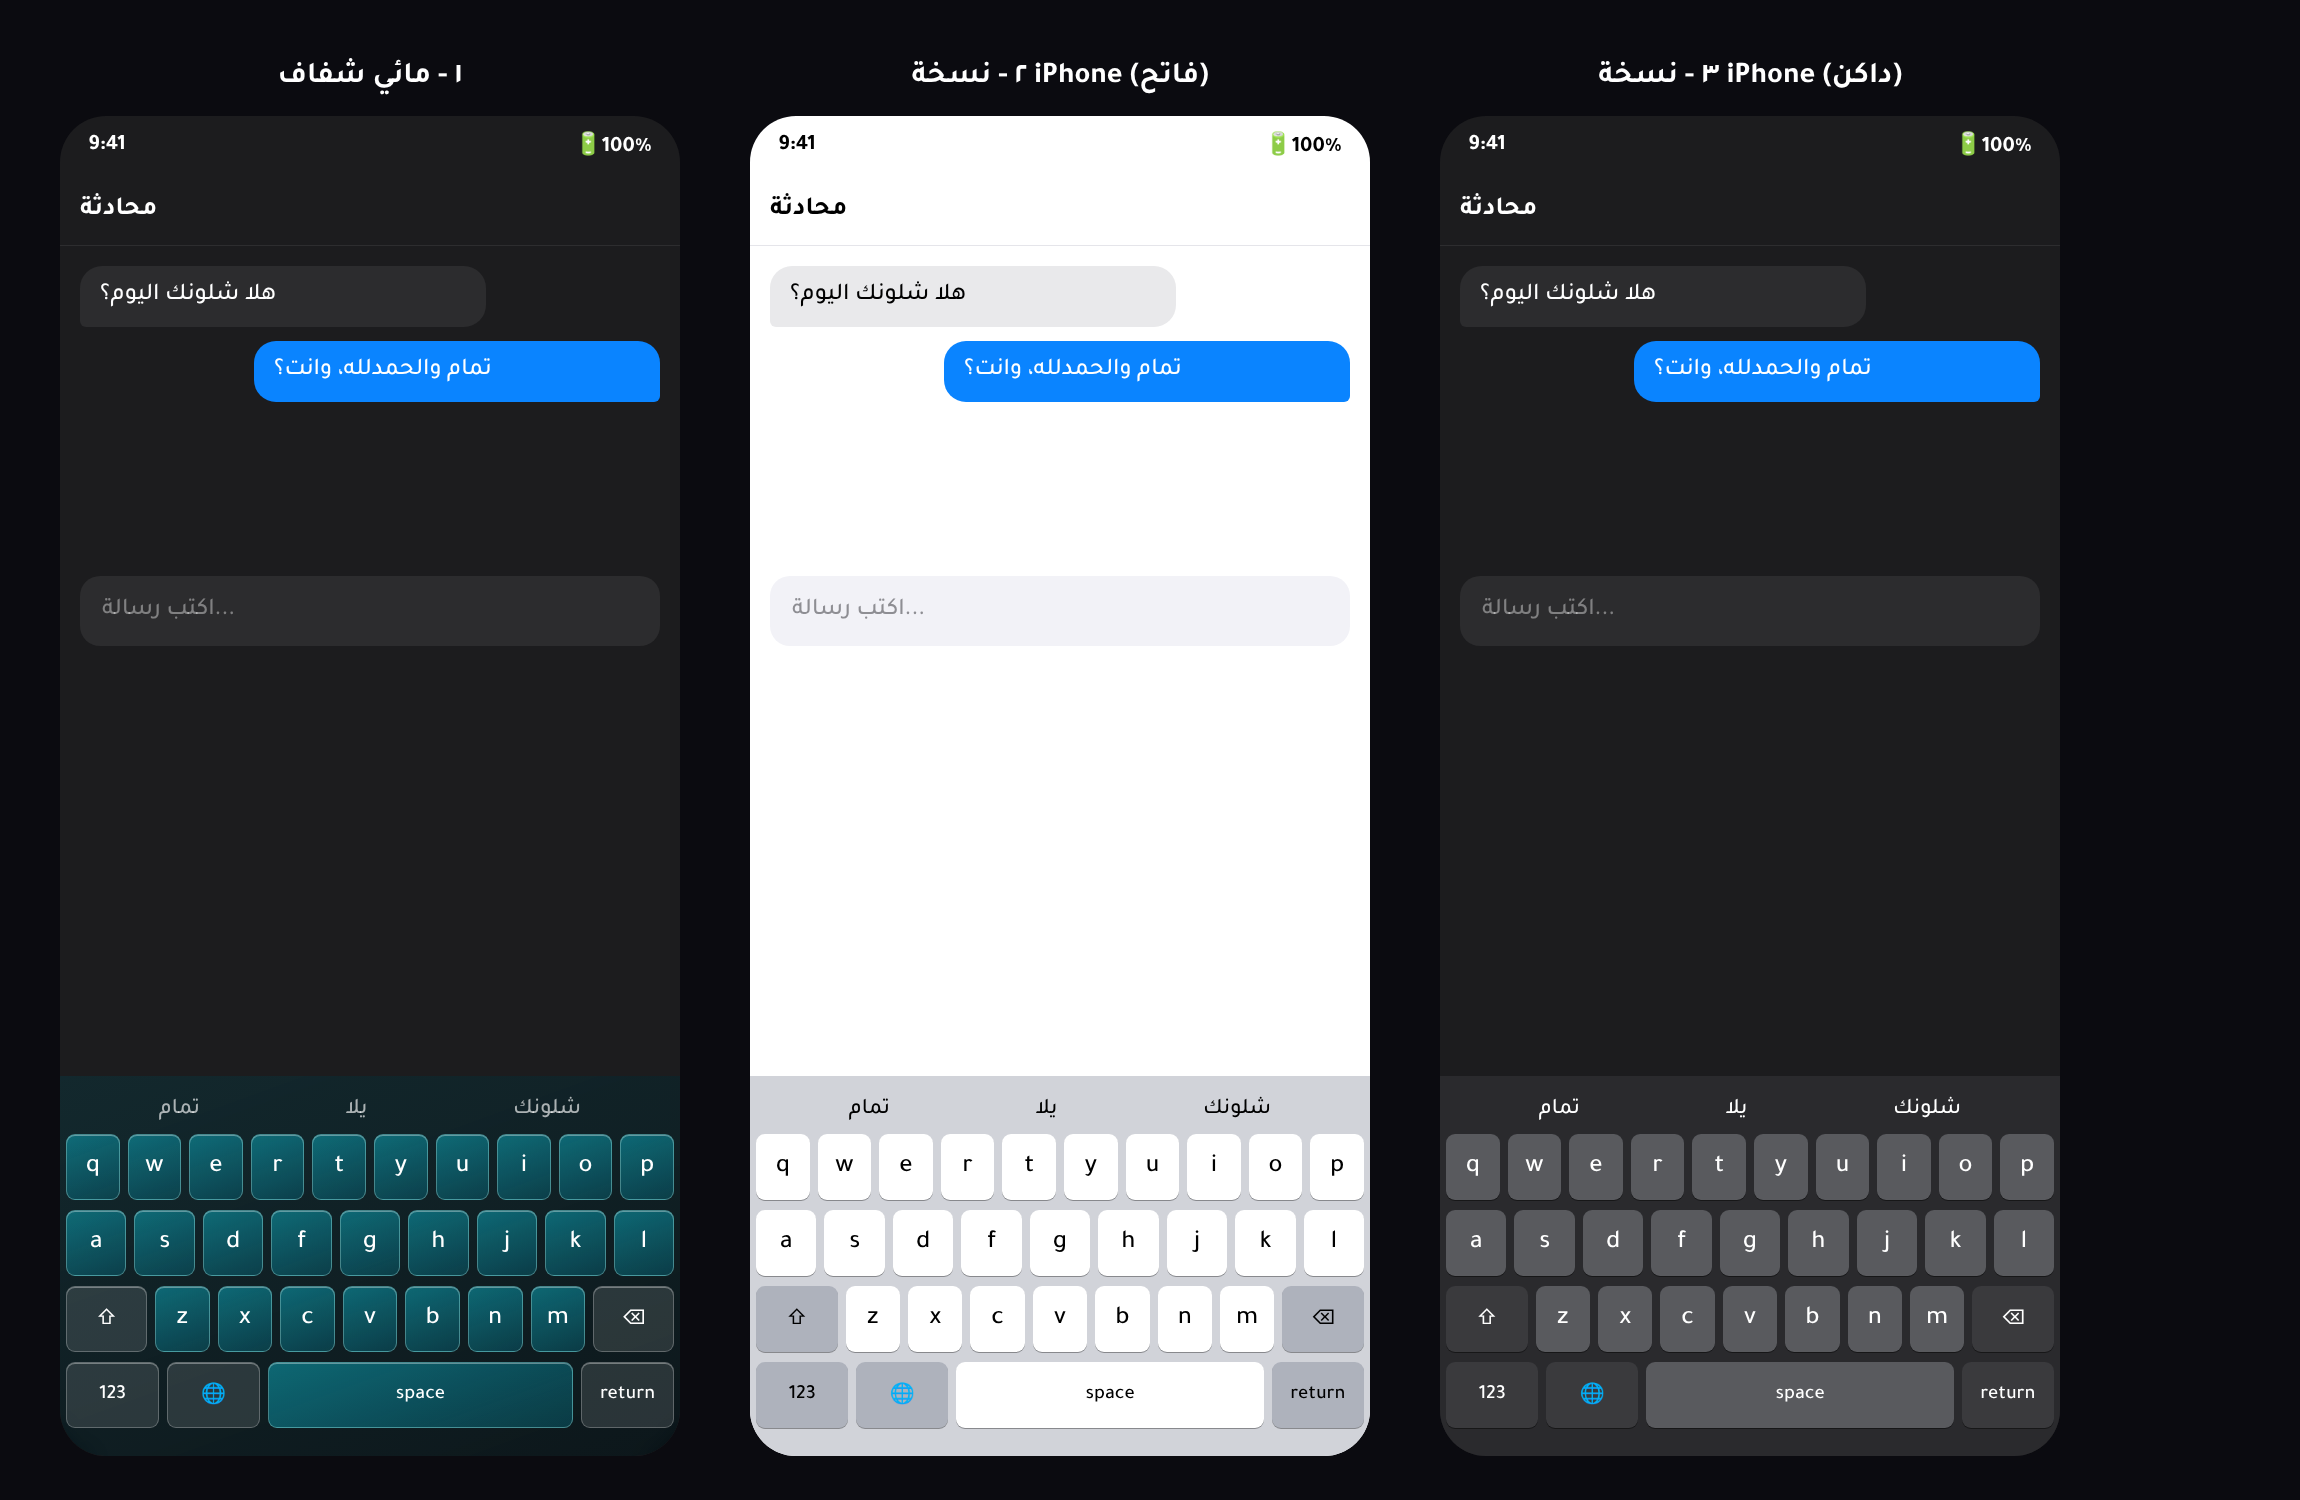 ١ - مائي شفاف
9:41
🔋100%
محادثة
هلا شلونك اليوم؟
تمام والحمدلله، وانت؟
اكتب رسالة...
تمام يلا شلونك
q w e r t y u i o p
a s d f g h j k l
⇧ z x c v b n m ⌫
123 🌐 space return
٢ - نسخة iPhone (فاتح)
9:41
🔋100%
محادثة
هلا شلونك اليوم؟
تمام والحمدلله، وانت؟
اكتب رسالة...
تمام يلا شلونك
q w e r t y u i o p
a s d f g h j k l
⇧ z x c v b n m ⌫
123 🌐 space return
٣ - نسخة iPhone (داكن)
9:41
🔋100%
محادثة
هلا شلونك اليوم؟
تمام والحمدلله، وانت؟
اكتب رسالة...
تمام يلا شلونك
q w e r t y u i o p
a s d f g h j k l
⇧ z x c v b n m ⌫
123 🌐 space return